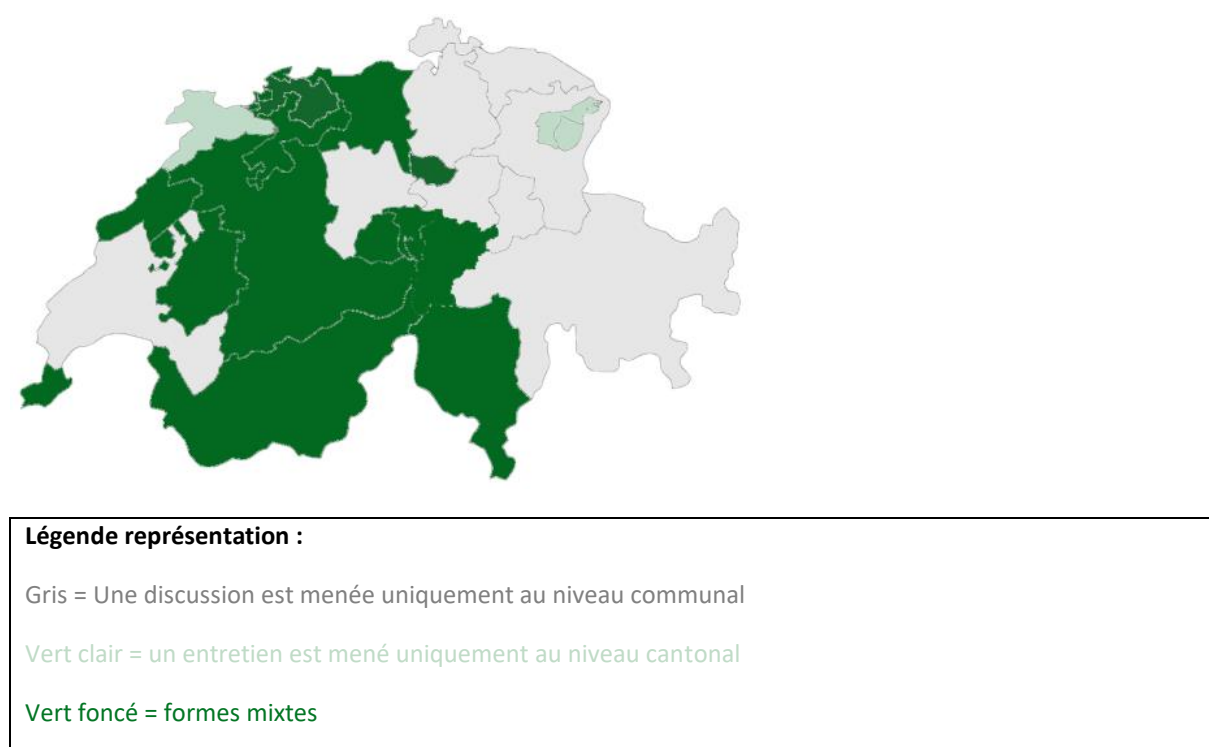 Légende représentation :
Gris = Une discussion est menée uniquement au niveau communal
Vert clair = un entretien est mené uniquement au niveau cantonal
Vert foncé = formes mixtes